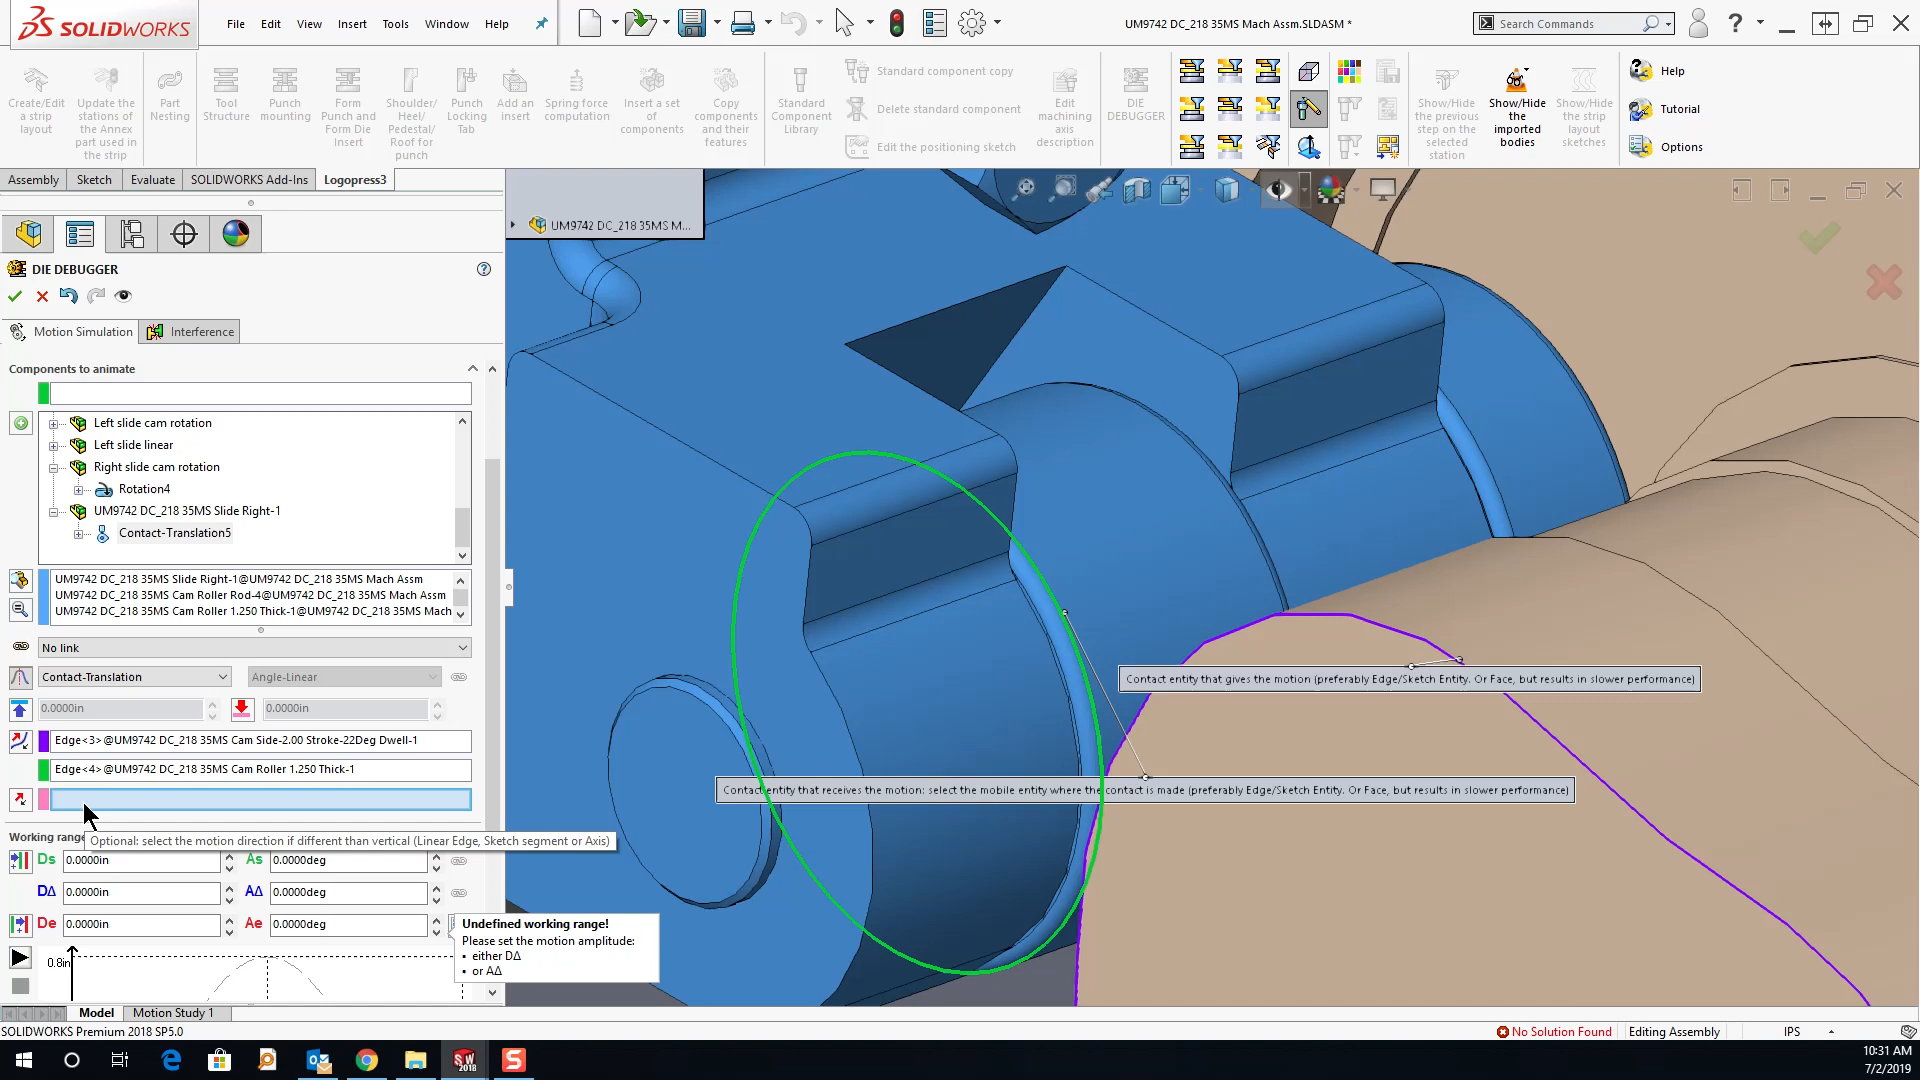 SOLIDWORKS
File
Edit
View
Insert
Tools
Window
Help
UM9742 DC_218 35MS Mach Assm.SLDASM *
Search Commands
?
Create/Edit
a strip
layout
Update the
stations of
the Annex
part used in
the strip
Part
Nesting
Tool
Structure
Punch
mounting
Form
Punch and
Form Die
Insert
Shoulder/
Heel/
Pedestal/
Roof for
punch
Punch
Locking
Tab
Add an
insert
Spring force
computation
Insert a set
of
components
Copy
components
and their
features
Standard
Component
Library
Standard component copy
Delete standard component
Edit the positioning sketch
Edit
machining
axis
description
DIE
DEBUGGER
Show/Hide
the previous
step on the
selected
station
Show/Hide
the
imported
bodies
Show/Hide
the strip
layout
sketches
Help
Tutorial
Options
Assembly
Sketch
Evaluate
SOLIDWORKS Add-Ins
Logopress3
UM9742 DC_218 35MS M...
DIE DEBUGGER
Motion Simulation
Interference
Components to animate
Left slide cam rotation
Left slide linear
Right slide cam rotation
Rotation4
UM9742 DC_218 35MS Slide Right-1
Contact-Translation5
UM9742 DC_218 35MS Slide Right-1@UM9742 DC_218 35MS Mach Assm
UM9742 DC_218 35MS Cam Roller Rod-4@UM9742 DC_218 35MS Mach Assm
UM9742 DC_218 35MS Cam Roller 1.250 Thick-1@UM9742 DC_218 35MS Mach
No link
Contact-Translation
Angle-Linear
0.0000in
0.0000in
Edge<3>@UM9742 DC_218 35MS Cam Side-2.00 Stroke-22Deg Dwell-1
Edge<4>@UM9742 DC_218 35MS Cam Roller 1.250 Thick-1
Contact entity that gives the motion (preferably Edge/Sketch Entity. Or Face, but results in slower performance)
Contact entity that receives the motion: select the mobile entity where the contact is made (preferably Edge/Sketch Entity. Or Face, but results in slower performance)
Working range
Optional: select the motion direction if different than vertical (Linear Edge, Sketch segment or Axis)
Ds 0.0000in As 0.0000deg
DΔ 0.0000in AΔ 0.0000deg
De 0.0000in Ae 0.0000deg
Undefined working range!
Please set the motion amplitude:
• either DΔ
• or AΔ
0.8in
Model
Motion Study 1
SOLIDWORKS Premium 2018 SP5.0
No Solution Found
Editing Assembly
IPS
SW
2018
S
10:31 AM
7/2/2019